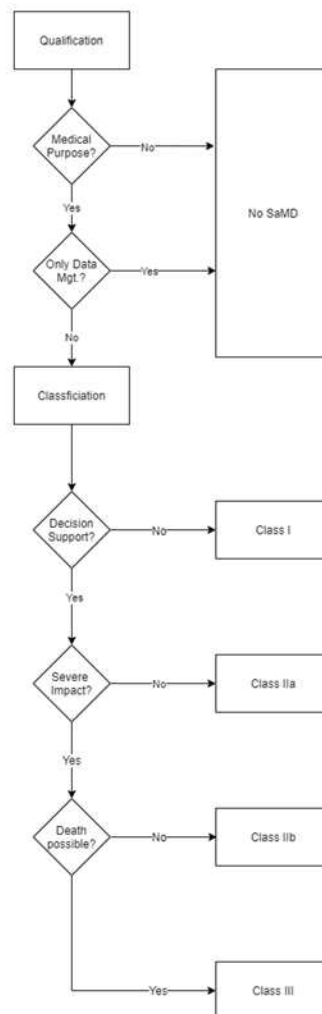 Qualification
Medical
Purpose?
No
Yes
No SaMD
Only Data
Mgt.?
Yes
No
Classficiation
Decision
Support?
No
Class I
Yes
Severe
Impact?
No
Class IIa
Yes
Death
possible?
No
Class IIb
Yes
Class III